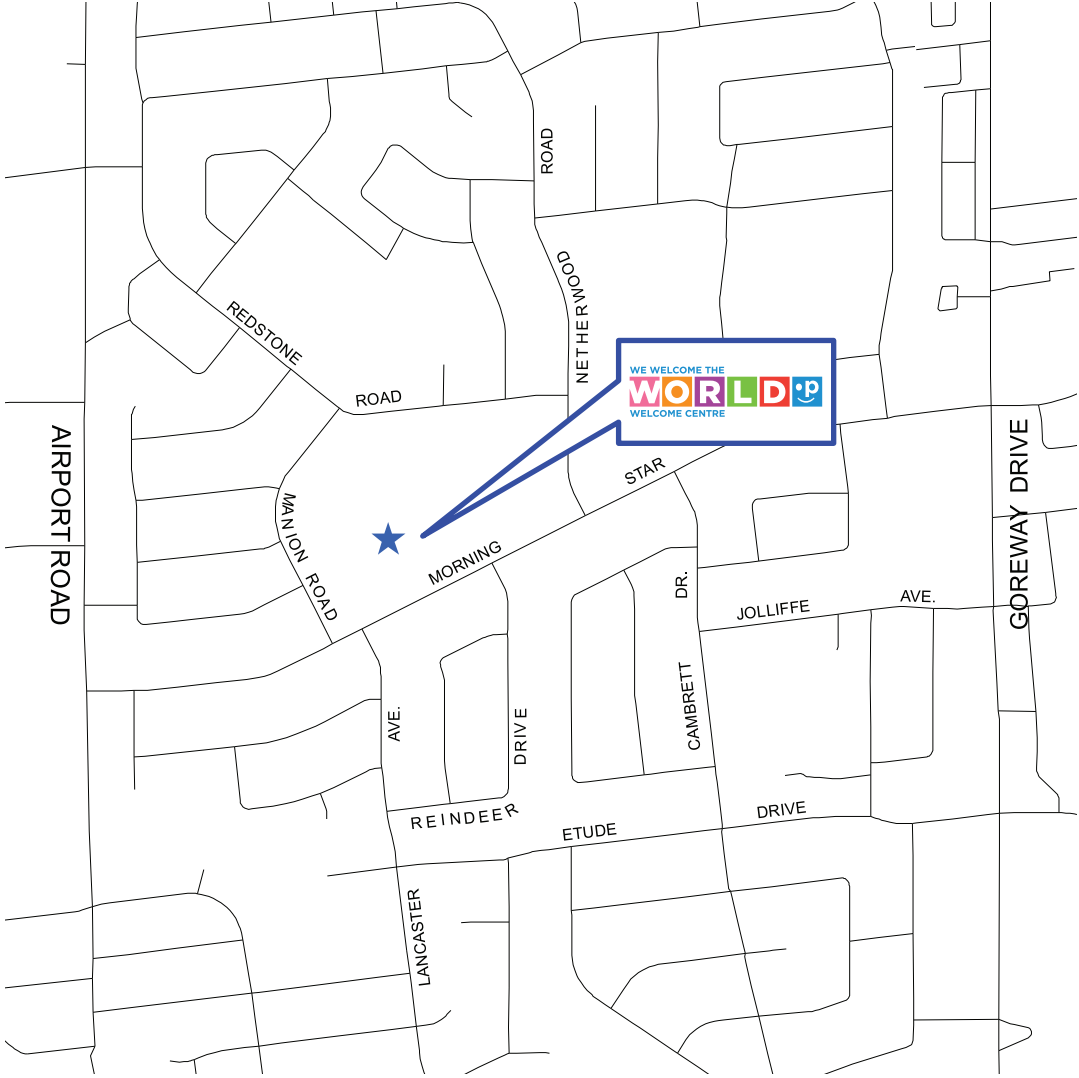 ROAD
NETHERWOOD
REDSTONE
ROAD
WE WELCOME THE
WORLD
p
WELCOME CENTRE
AIRPORT ROAD
GOREWAY DRIVE
STAR
MORNING
MANION ROAD
DR.
CAMBRETT
JOLLIFFE
AVE.
AVE.
DRIVE
REINDEER
ETUDE
DRIVE
LANCASTER